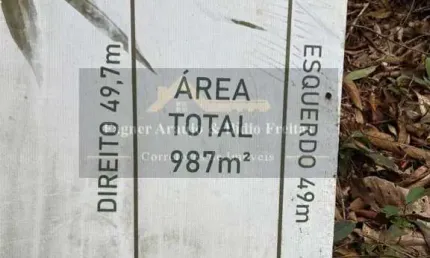 DIREITO 49,7m
ÁREA
TOTAL
987m²
ESQUERDO 49m